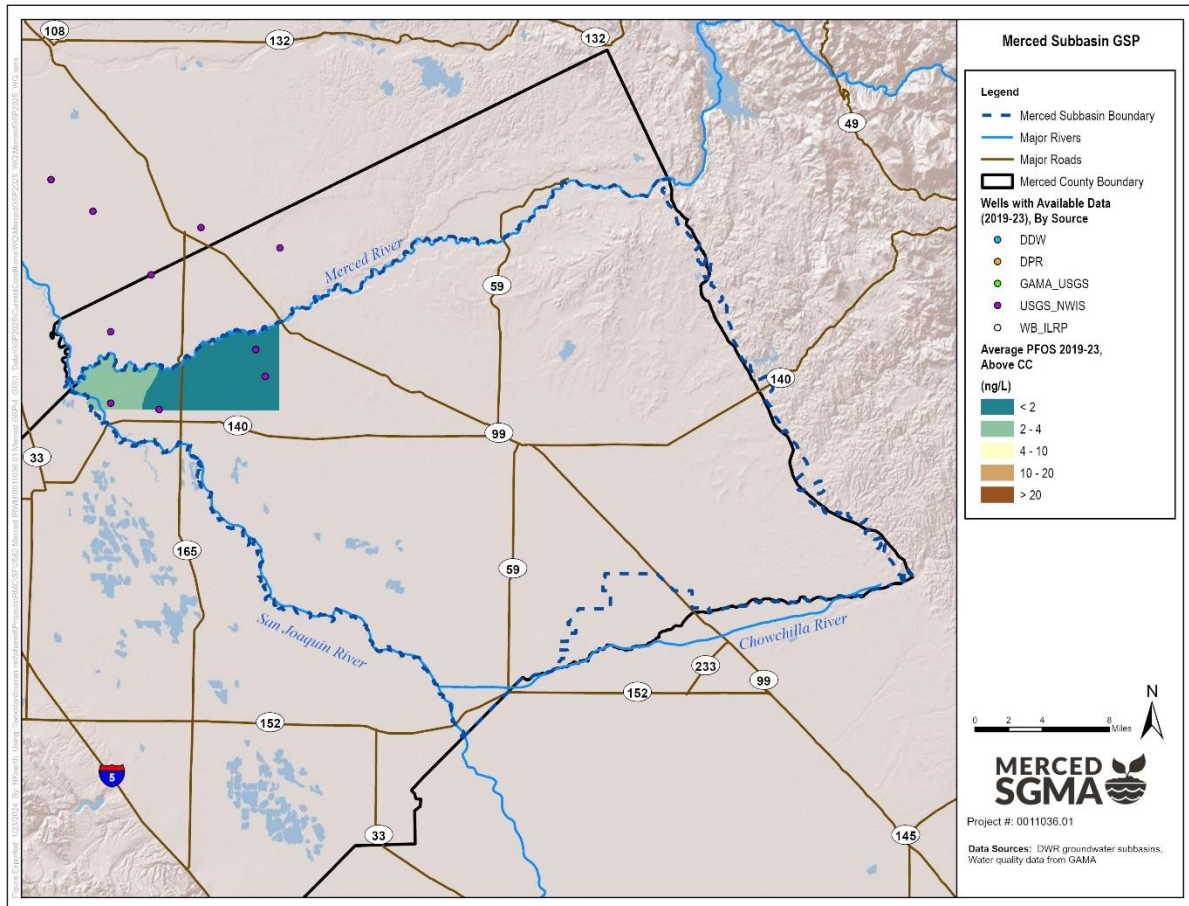 108
132
132
49
Merced River
59
140
140
99
33
165
59
San Joaquin River
Chowchilla River
233
99
152
152
5
33
145
Merced Subbasin GSP
Legend
Merced Subbasin Boundary
Major Rivers
Major Roads
Merced County Boundary
Wells with Available Data
(2019-23), By Source
DDW
DPR
GAMA_USGS
USGS_NWIS
WB_ILRP
Average PFOS 2019-23,
Above CC
(ng/L)
< 2
2 - 4
4 - 10
10 - 20
> 20
N
0 2 4 8
Miles
MERCED
SGMA
Project #: 0011036.01
Data Sources: DWR groundwater subbasins,
Water quality data from GAMA